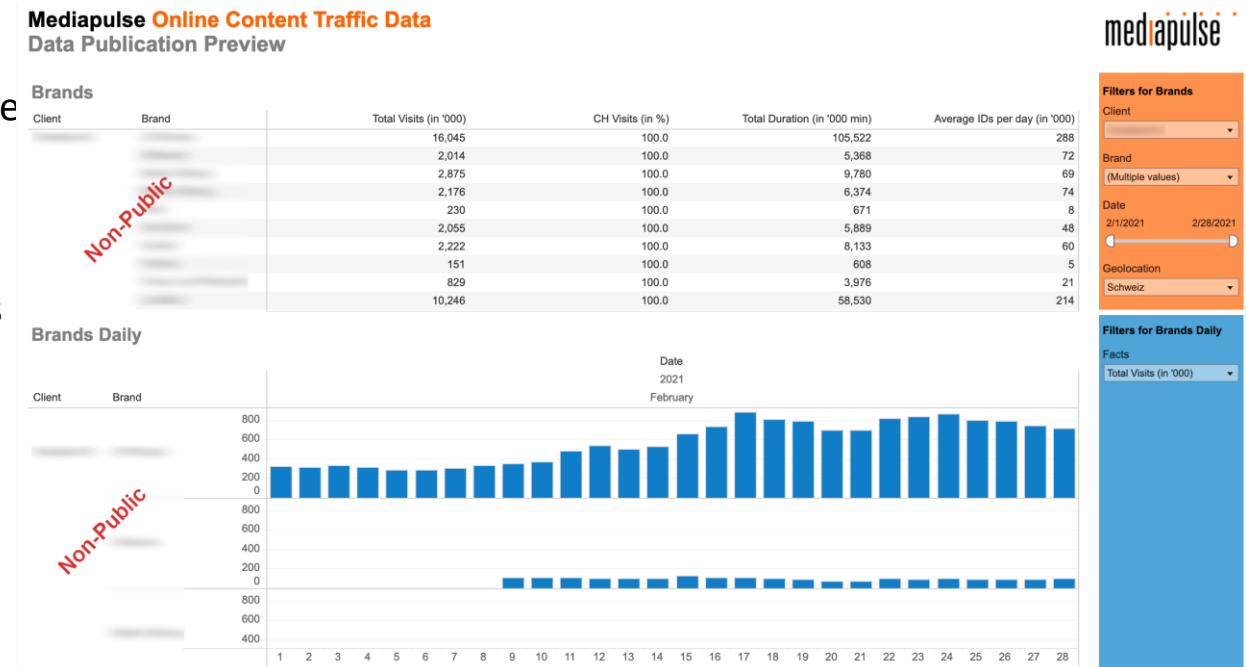 Mediapulse Online Content Traffic Data
Data Publication Preview
mediapulse
e
s
Brands
Client Brand Total Visits (in '000) CH Visits (in %) Total Duration (in '000 min) Average IDs per day (in '000)
16,045 100.0 105,522 288
2,014 100.0 5,368 72
2,875 100.0 9,780 69
2,176 100.0 6,374 74
230 100.0 671 8
2,055 100.0 5,889 48
2,222 100.0 8,133 60
151 100.0 608 5
829 100.0 3,976 21
10,246 100.0 58,530 214
Non-Public
Brands Daily
Date
2021
Client Brand February
800
600
400
200
0
800
600
400
200
0
800
600
400
Non-Public
1 2 3 4 5 6 7 8 9 10 11 12 13 14 15 16 17 18 19 20 21 22 23 24 25 26 27 28
Filters for Brands
Client
Brand
(Multiple values)
Date
2/1/2021 2/28/2021
Geolocation
Schweiz
Filters for Brands Daily
Facts
Total Visits (in '000)